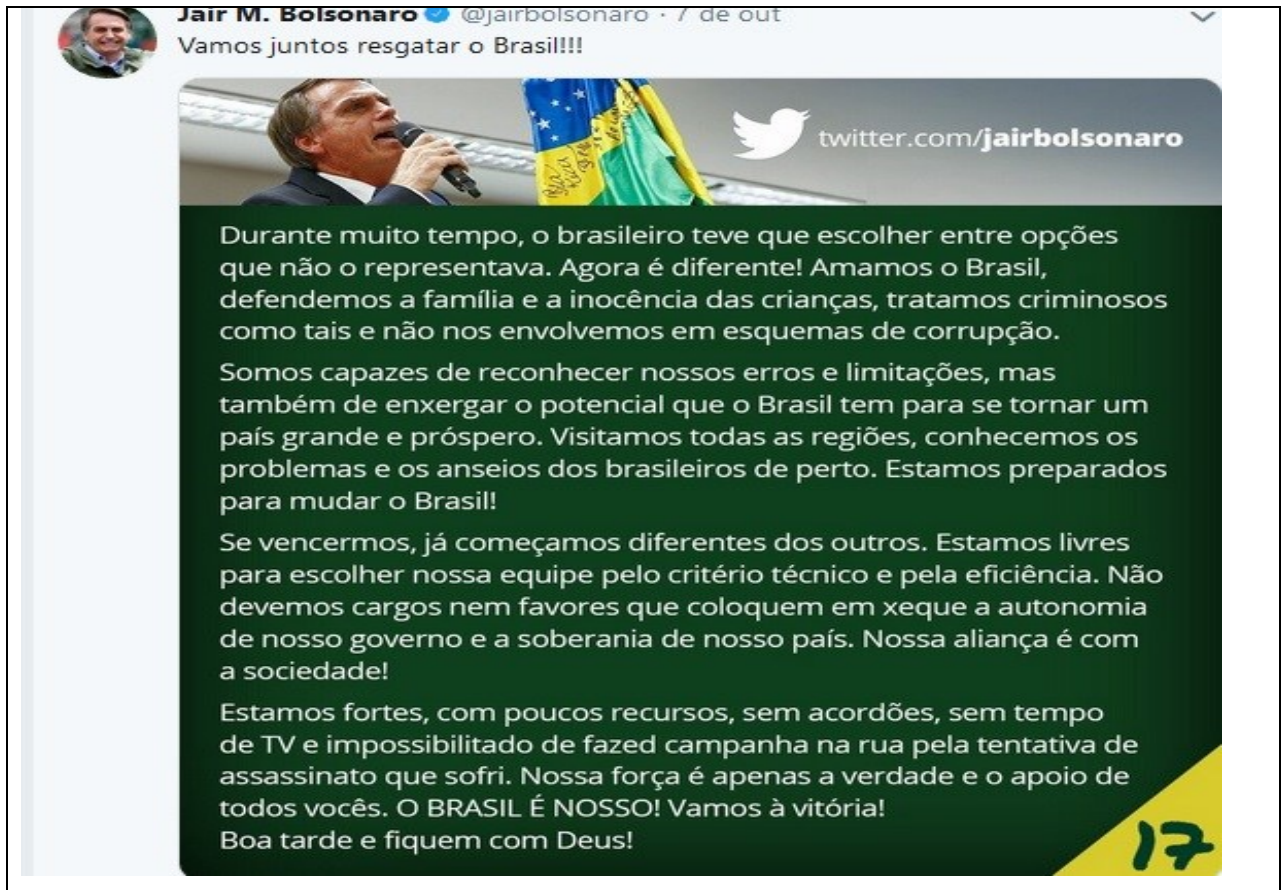 Jair M. Bolsonaro @jairbolsonaro · 7 de out
Vamos juntos resgatar o Brasil!!!
twitter.com/jairbolsonaro
Durante muito tempo, o brasileiro teve que escolher entre opções
que não o representava. Agora é diferente! Amamos o Brasil,
defendemos a família e a inocência das crianças, tratamos criminosos
como tais e não nos envolvemos em esquemas de corrupção.
Somos capazes de reconhecer nossos erros e limitações, mas
também de enxergar o potencial que o Brasil tem para se tornar um
país grande e próspero. Visitamos todas as regiões, conhecemos os
problemas e os anseios dos brasileiros de perto. Estamos preparados
para mudar o Brasil!
Se vencermos, já começamos diferentes dos outros. Estamos livres
para escolher nossa equipe pelo critério técnico e pela eficiência. Não
devemos cargos nem favores que coloquem em xeque a autonomia
de nosso governo e a soberania de nosso país. Nossa aliança é com
a sociedade!
Estamos fortes, com poucos recursos, sem acordões, sem tempo
de TV e impossibilitado de fazed campanha na rua pela tentativa de
assassinato que sofri. Nossa força é apenas a verdade e o apoio de
todos vocês. O BRASIL É NOSSO! Vamos à vitória!
Boa tarde e fiquem com Deus!
17